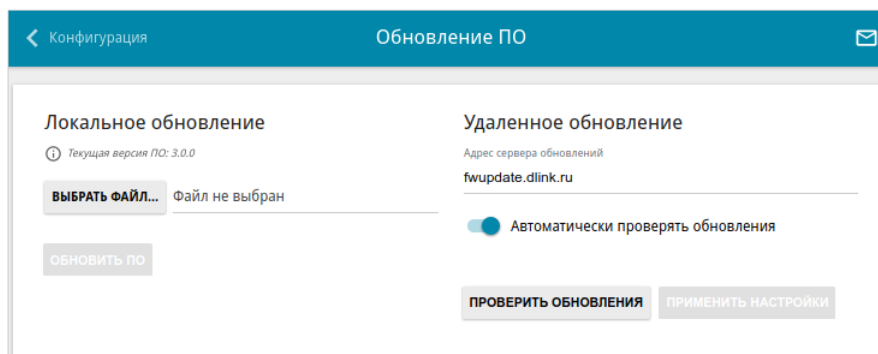 Конфигурация
Обновление ПО
Локальное обновление
Текущая версия ПО: 3.0.0
ВЫБРАТЬ ФАЙЛ... Файл не выбран
ОБНОВИТЬ ПО
Удаленное обновление
Адрес сервера обновлений
fwupdate.dlink.ru
Автоматически проверять обновления
ПРОВЕРИТЬ ОБНОВЛЕНИЯ ПРИМЕНИТЬ НАСТРОЙКИ